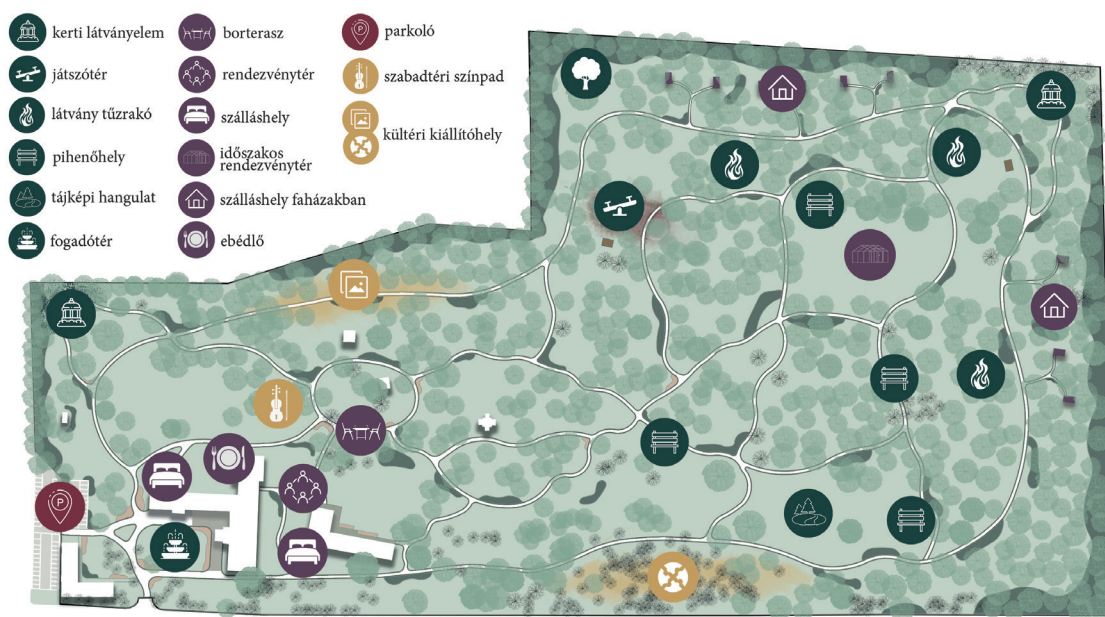 kerti látványelem
játszótér
látvány tűzrakó
pihenőhely
tájképi hangulat
fogadótér
borterasz
rendezvénytér
szálláshely
időszakos
rendezvénytér
szálláshely faházakban
ebédlő
P parkoló
szabadtéri színpad
kültéri kiállítóhely
P